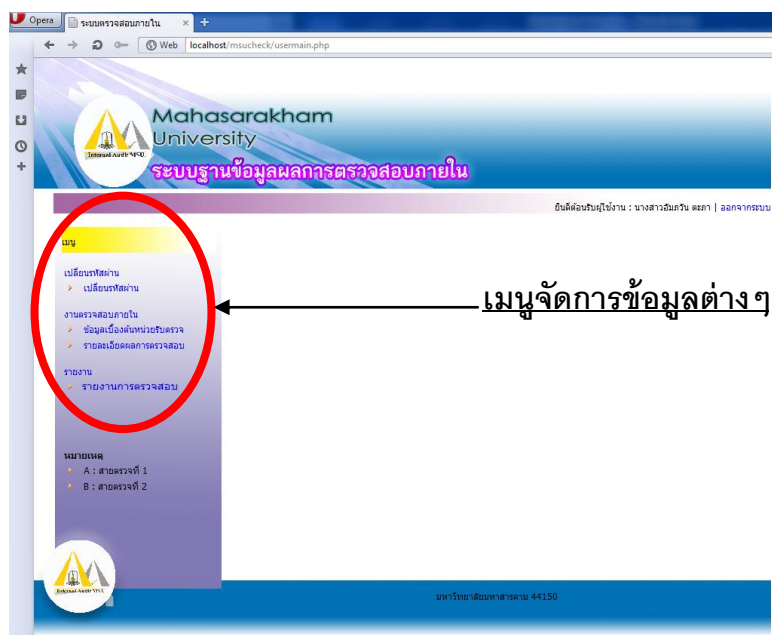 Opera
ระบบตรวจสอบภายใน
Web
localhost/msucheck/usermain.php
Mahasarakham
University
Internal Audit MSU.
ระบบฐานข้อมูลผลการตรวจสอบภายใน
ยินดีต้อนรับผู้ใช้งาน : นางสาวอัมภวัน ตะภา | ออกจากระบบ
เมนู
เปลี่ยนรหัสผ่าน
เปลี่ยนรหัสผ่าน
เมนูจัดการข้อมูลต่าง ๆ
งานตรวจสอบภายใน
ข้อมูลเบื้องต้นหน่วยรับตรวจ
รายละเอียดผลการตรวจสอบ
รายงาน
รายงานการตรวจสอบ
หมายเหตุ
A : สายตรวจที่ 1
B : สายตรวจที่ 2
Internal Audit MSU.
มหาวิทยาลัยมหาสารคาม 44150